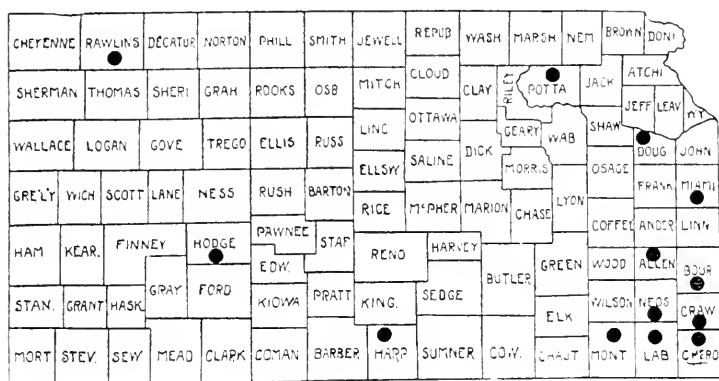 CHEYENNE RAWLINS DECATUR NORTON PHILL SMITH JEWELL REPUB WASH MARSH NEM BROWN DONI
SHERMAN THOMAS SHERI GRAH ROOKS OSB MITCH CLOUD CLAY RILEY POTTA JACK ATCHI
JEFF LEAV WY
OTTAWA
WALLACE LOGAN GOVE TREGO ELLIS RUSS LINC SALINE DICK GEARY WAB SHAW DOUG JOHN
ELLSW MORRIS OSAGE
GRE'L'Y WICH SCOTT LANE NESS RUSH BARTON RICE McPHER MARION CHASE LYON FRANK MIAMI
HAM KEAR. FINNEY HODGE PAWNEE STAF RENO HARVEY COFFEY ANDER LINN
EDW. BUTLER GREEN WOOD ALLEN BOUR
STAN. GRANT HASK. GRAY FORD KIOWA PRATT KING. SEDGE ELK WILSON NEOS CRAW
MORT STEV. SEW. MEAD CLARK COMAN BARBER HARP SUMNER COW. CHAUT MONT LAB CHERO